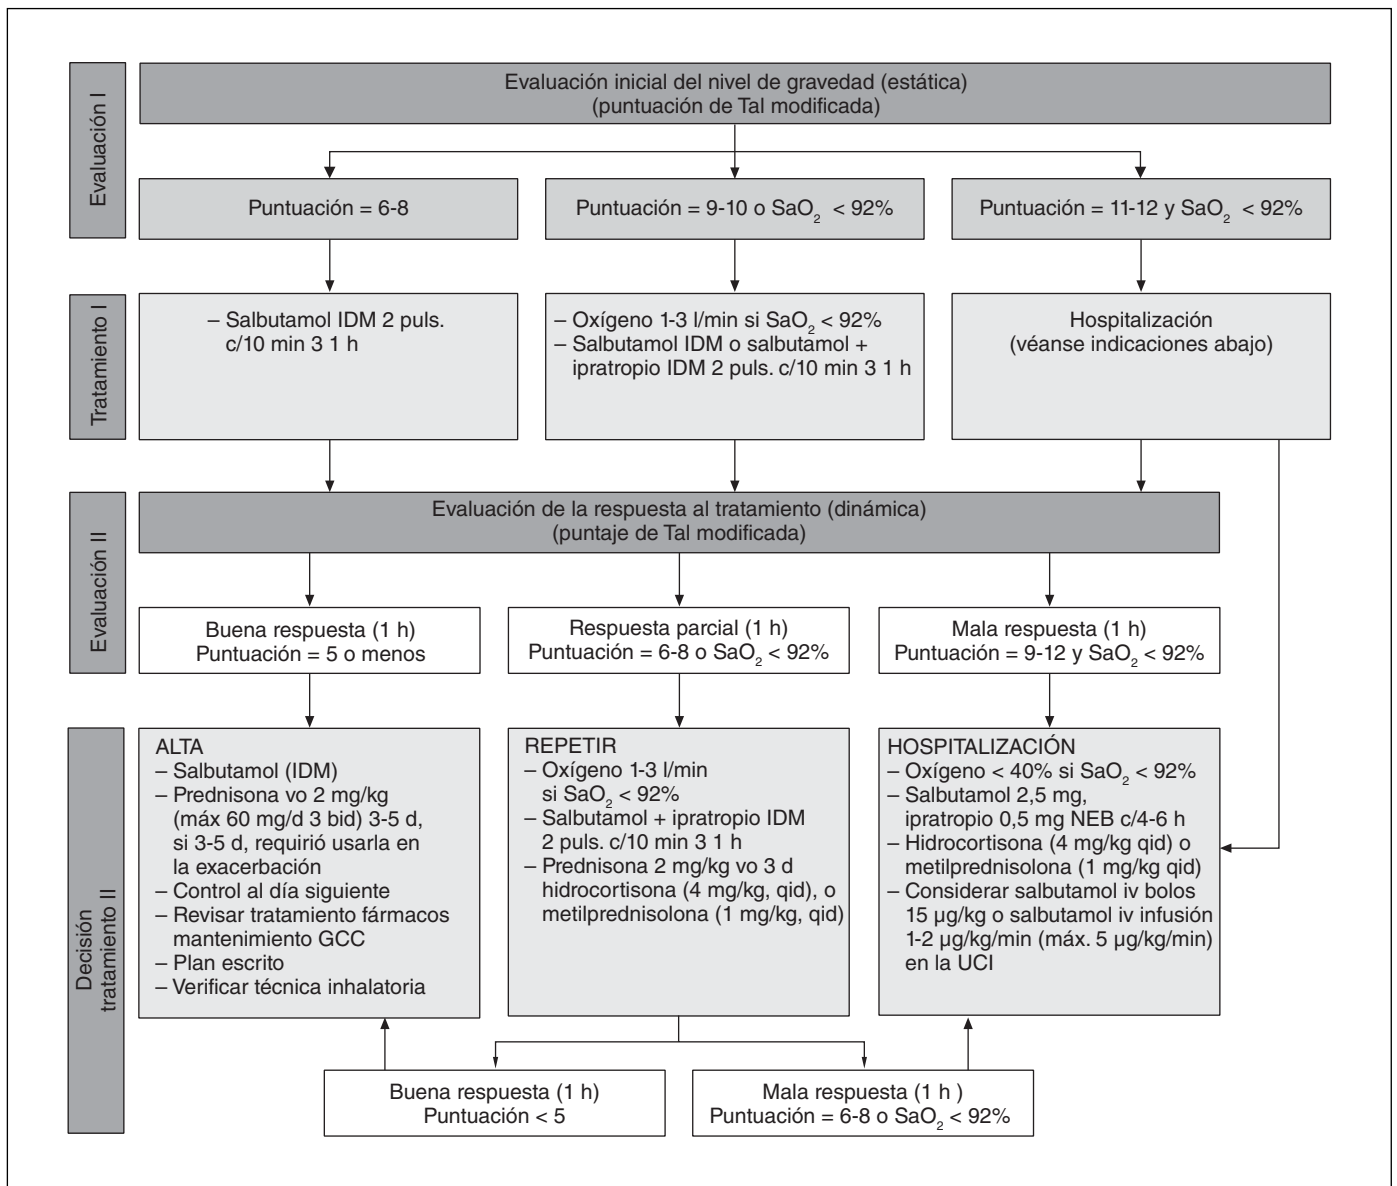 Evaluación I
Evaluación inicial del nivel de gravedad (estática)
(puntuación de Tal modificada)
Puntuación = 6-8
Puntuación = 9-10 o SaO2 < 92%
Puntuación = 11-12 y SaO2 < 92%
Tratamiento I
– Salbutamol IDM 2 puls.
c/10 min 3 1 h
– Oxígeno 1-3 l/min si SaO2 < 92%
– Salbutamol IDM o salbutamol +
ipratropio IDM 2 puls. c/10 min 3 1 h
Hospitalización
(véanse indicaciones abajo)
Evaluación II
Evaluación de la respuesta al tratamiento (dinámica)
(puntaje de Tal modificada)
Buena respuesta (1 h)
Puntuación = 5 o menos
Respuesta parcial (1 h)
Puntuación = 6-8 o SaO2 < 92%
Mala respuesta (1 h)
Puntuación = 9-12 y SaO2 < 92%
Decisión
tratamiento II
ALTA
– Salbutamol (IDM)
– Prednisona vo 2 mg/kg
(máx 60 mg/d 3 bid) 3-5 d,
si 3-5 d, requirió usarla en
la exacerbación
– Control al día siguiente
– Revisar tratamiento fármacos
mantenimiento GCC
– Plan escrito
– Verificar técnica inhalatoria
REPETIR
– Oxígeno 1-3 l/min
si SaO2 < 92%
– Salbutamol + ipratropio IDM
2 puls. c/10 min 3 1 h
– Prednisona 2 mg/kg vo 3 d
hidrocortisona (4 mg/kg, qid), o
metilprednisolona (1 mg/kg, qid)
HOSPITALIZACIÓN
– Oxígeno < 40% si SaO2 < 92%
– Salbutamol 2,5 mg,
ipratropio 0,5 mg NEB c/4-6 h
– Hidrocortisona (4 mg/kg qid) o
metilprednisolona (1 mg/kg qid)
– Considerar salbutamol iv bolos
15 µg/kg o salbutamol iv infusión
1-2 µg/kg/min (máx. 5 µg/kg/min)
en la UCI
Buena respuesta (1 h)
Puntuación < 5
Mala respuesta (1 h )
Puntuación = 6-8 o SaO2 < 92%